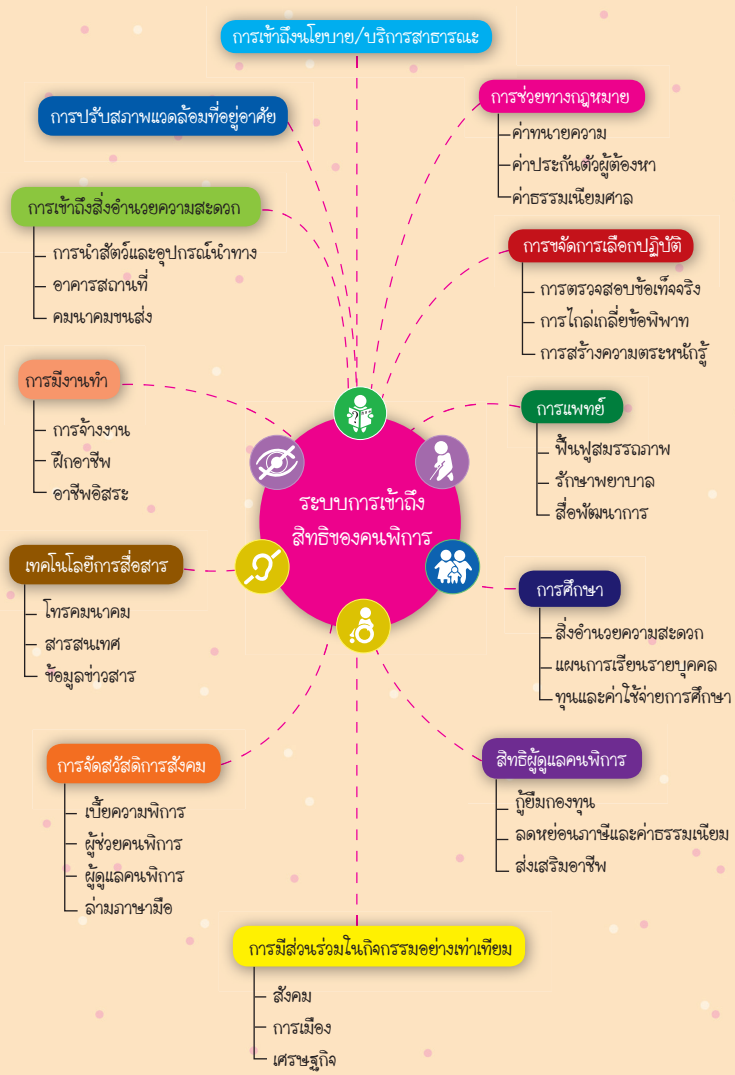 การเข้าถึงนโยบาย/บริการสาธารณะ
การช่วยทางกฎหมาย
ค่าทนายความ
ค่าประกันตัวผู้ต้องหา
ค่าธรรมเนียมศาล
การปรับสภาพแวดล้อมที่อยู่อาศัย
การเข้าถึงสิ่งอำนวยความสะดวก
การนำสัตว์และอุปกรณ์นำทาง
อาคารสถานที่
คมนาคมขนส่ง
การขจัดการเลือกปฏิบัติ
การตรวจสอบข้อเท็จจริง
การไกล่เกลี่ยข้อพิพาท
การสร้างความตระหนักรู้
การมีงานทำ
การจ้างงาน
ฝึกอาชีพ
อาชีพอิสระ
การแพทย์
ฟื้นฟูสมรรถภาพ
รักษาพยาบาล
สื่อพัฒนาการ
ระบบการเข้าถึง
สิทธิของคนพิการ
เทคโนโลยีการสื่อสาร
โทรคมนาคม
สารสนเทศ
ข้อมูลข่าวสาร
การศึกษา
สิ่งอำนวยความสะดวก
แผนการเรียนรายบุคคล
ทุนและค่าใช้จ่ายการศึกษา
การจัดสวัสดิการสังคม
เบี้ยความพิการ
ผู้ช่วยคนพิการ
ผู้ดูแลคนพิการ
ล่ามภาษามือ
สิทธิผู้ดูแลคนพิการ
กู้ยืมกองทุน
ลดหย่อนภาษีและค่าธรรมเนียม
ส่งเสริมอาชีพ
การมีส่วนร่วมในกิจกรรมอย่างเท่าเทียม
สังคม
การเมือง
เศรษฐกิจ